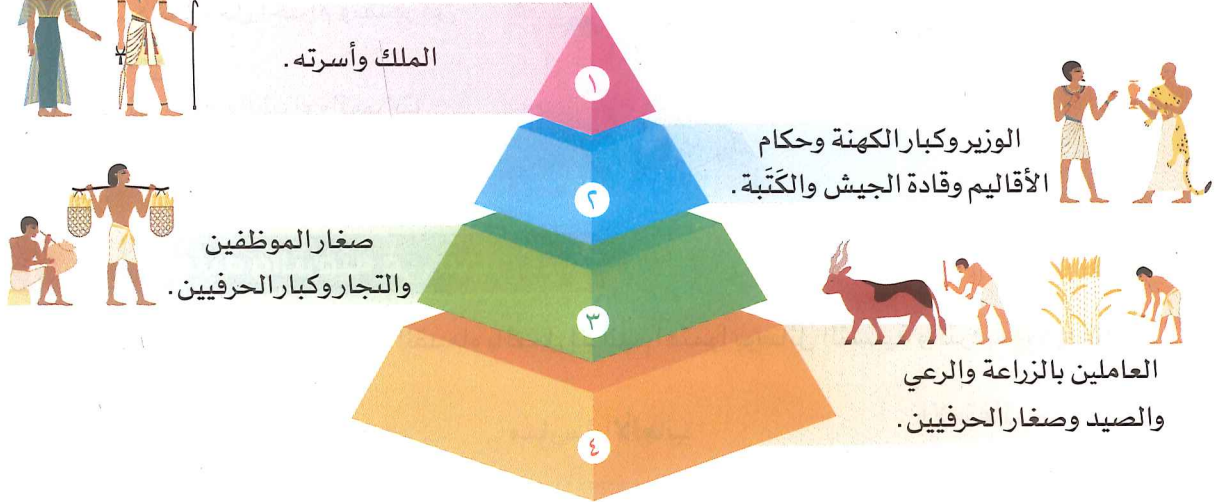 ١
الملك وأسرته.
٢
الوزير وكبار الكهنة وحكام
الأقاليم وقادة الجيش والكَتَبة.
٣
صغار الموظفين
والتجار وكبار الحرفيين.
٤
العاملين بالزراعة والرعي
والصيد وصغار الحرفيين.